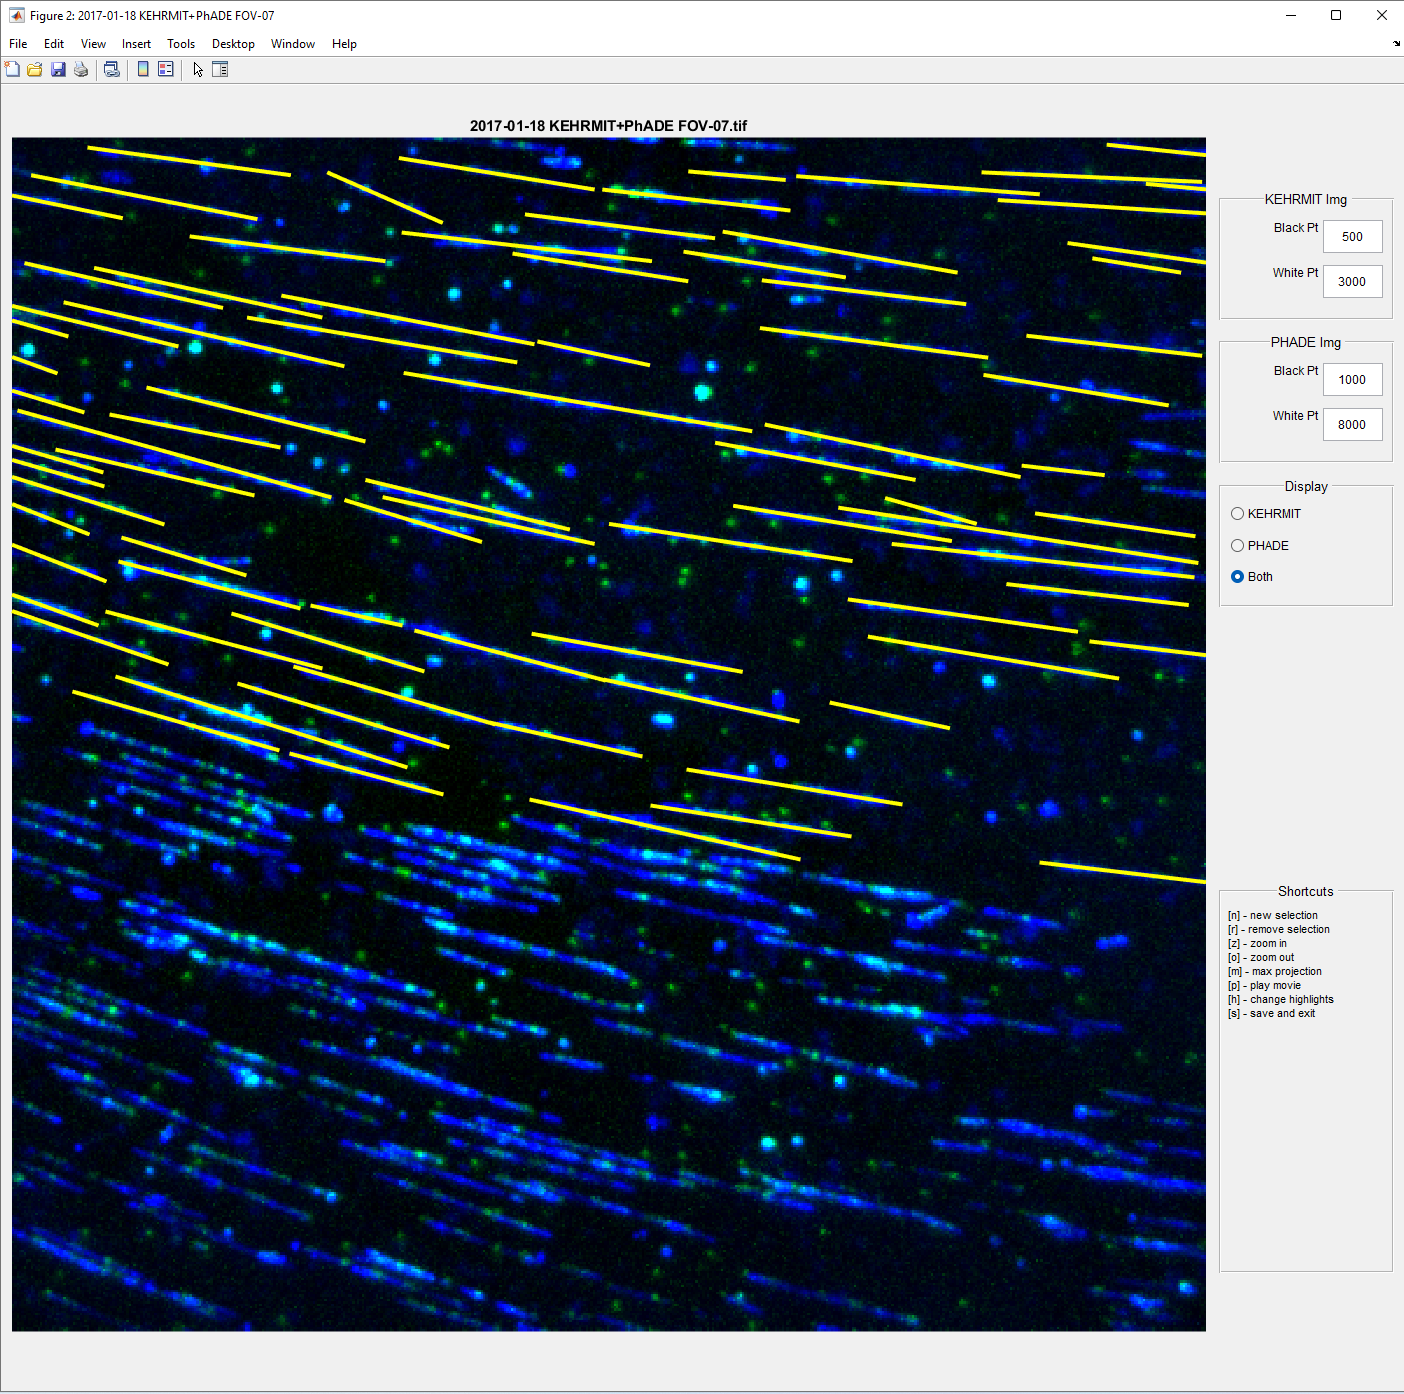 Figure 2: 2017-01-18 KEHRMIT+PhADE FOV-07
File Edit View Insert Tools Desktop Window Help
2017-01-18 KEHRMIT+PhADE FOV-07.tif
KEHRMIT Img
Black Pt 500
White Pt 3000
PHADE Img
Black Pt 1000
White Pt 8000
Display
KEHRMIT
PHADE
Both
Shortcuts
[n] - new selection
[r] - remove selection
[z] - zoom in
[o] - zoom out
[m] - max projection
[p] - play movie
[h] - change highlights
[s] - save and exit